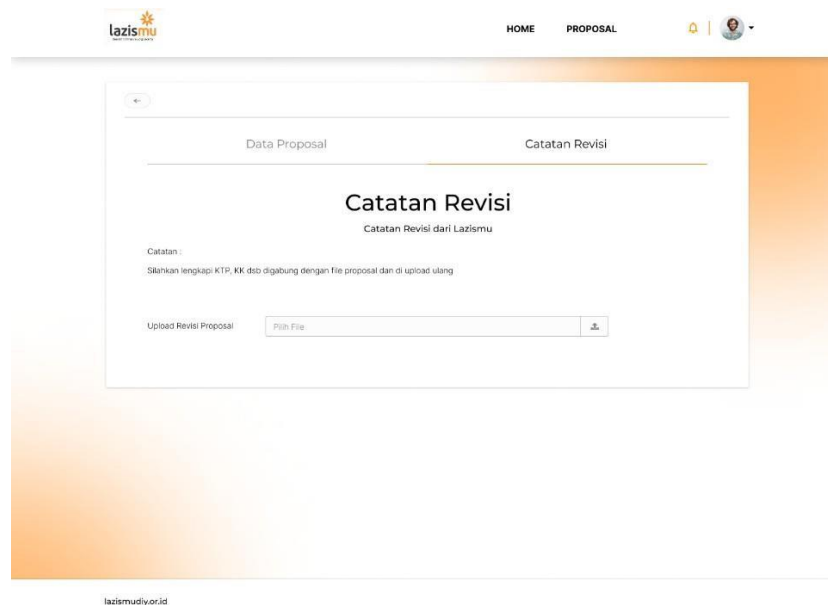 lazismu
HOME PROPOSAL
Data Proposal Catatan Revisi
Catatan Revisi
Catatan Revisi dari Lazismu
Catatan :
Silahkan lengkapi KTP, KK dsb digabung dengan file proposal dan di upload ulang
Upload Revisi Proposal Pilih File
lazismudiy.or.id